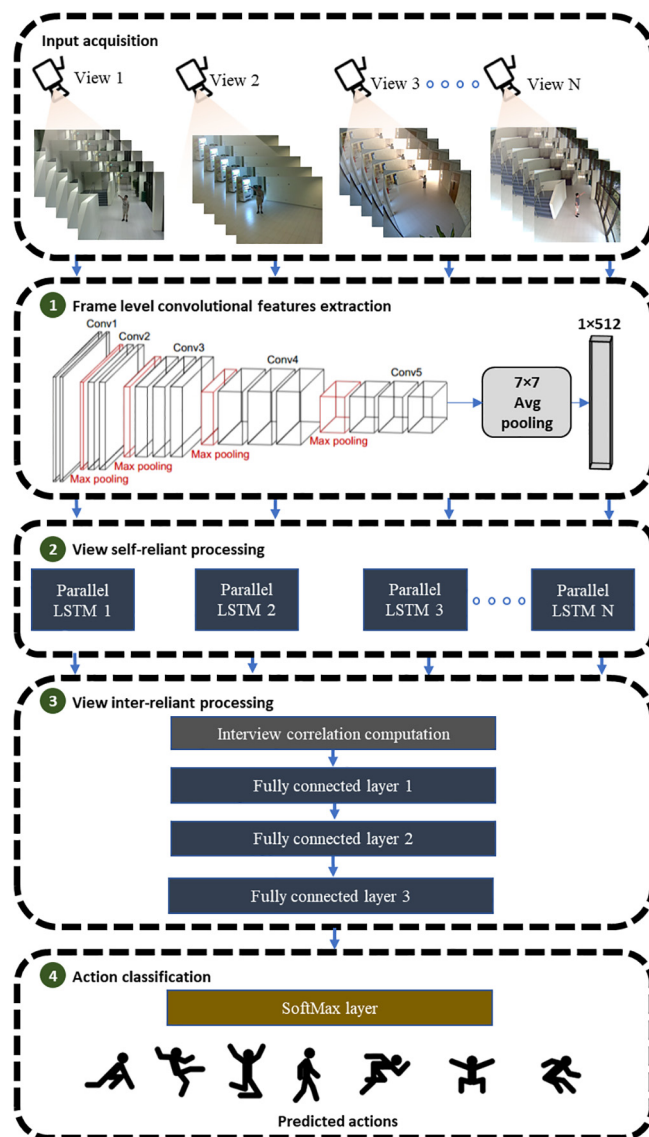 Input acquisition
View 1
View 2
View 3
View N
1 Frame level convolutional features extraction
Conv1
Conv2
Conv3
Conv4
Conv5
Max pooling
Max pooling
Max pooling
Max pooling
7×7
Avg
pooling
1×512
2 View self-reliant processing
Parallel
LSTM 1
Parallel
LSTM 2
Parallel
LSTM 3
Parallel
LSTM N
3 View inter-reliant processing
Interview correlation computation
Fully connected layer 1
Fully connected layer 2
Fully connected layer 3
4 Action classification
SoftMax layer
Predicted actions